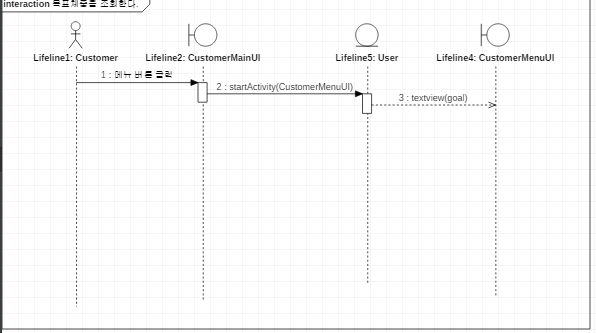 interaction 목표체중을 조회한다.
Lifeline1: Customer
Lifeline2: CustomerMainUI
Lifeline5: User
Lifeline4: CustomerMenuUI
1 : 메뉴 버튼 클릭
2 : startActivity(CustomerMenuUI)
3 : textview(goal)